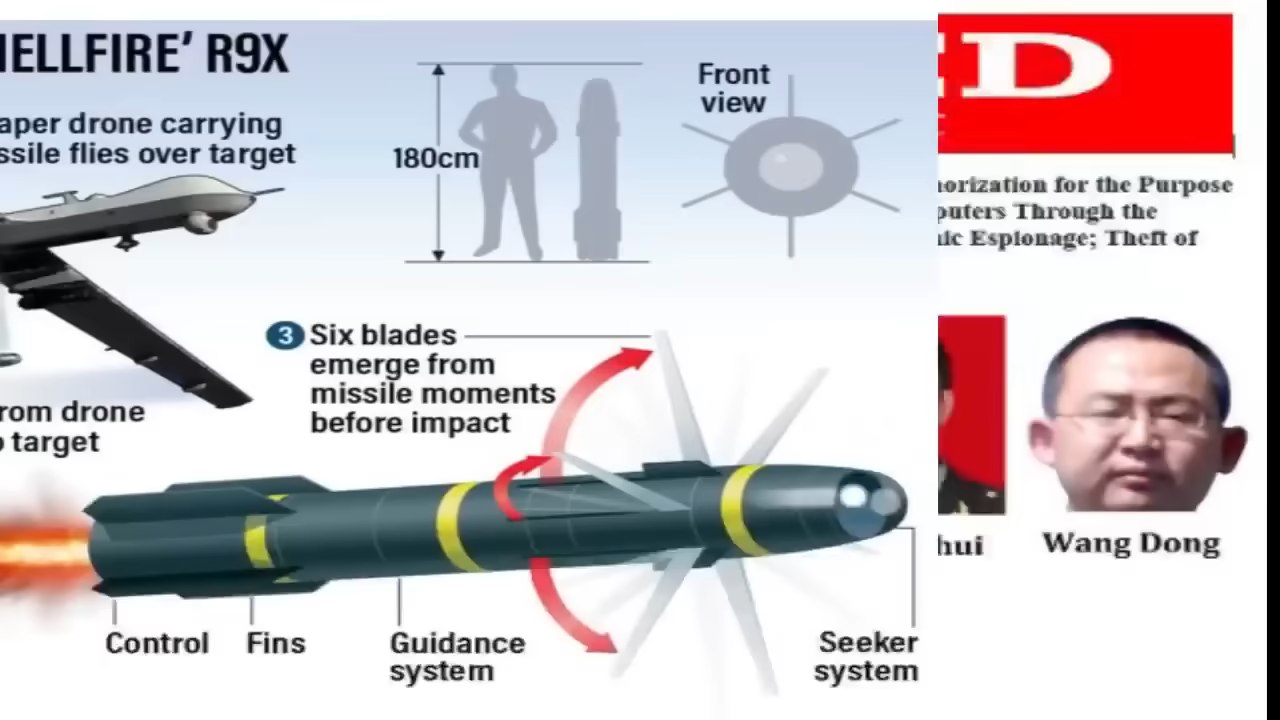 HELLFIRE' R9X
aper drone carrying
ssile flies over target
180cm
Front
view
3 Six blades
emerge from
missile moments
before impact
rom drone
target
Control
Fins
Guidance
system
Seeker
system
ED
orization for the Purpose
puters Through the
ic Espionage; Theft of
hui
Wang Dong